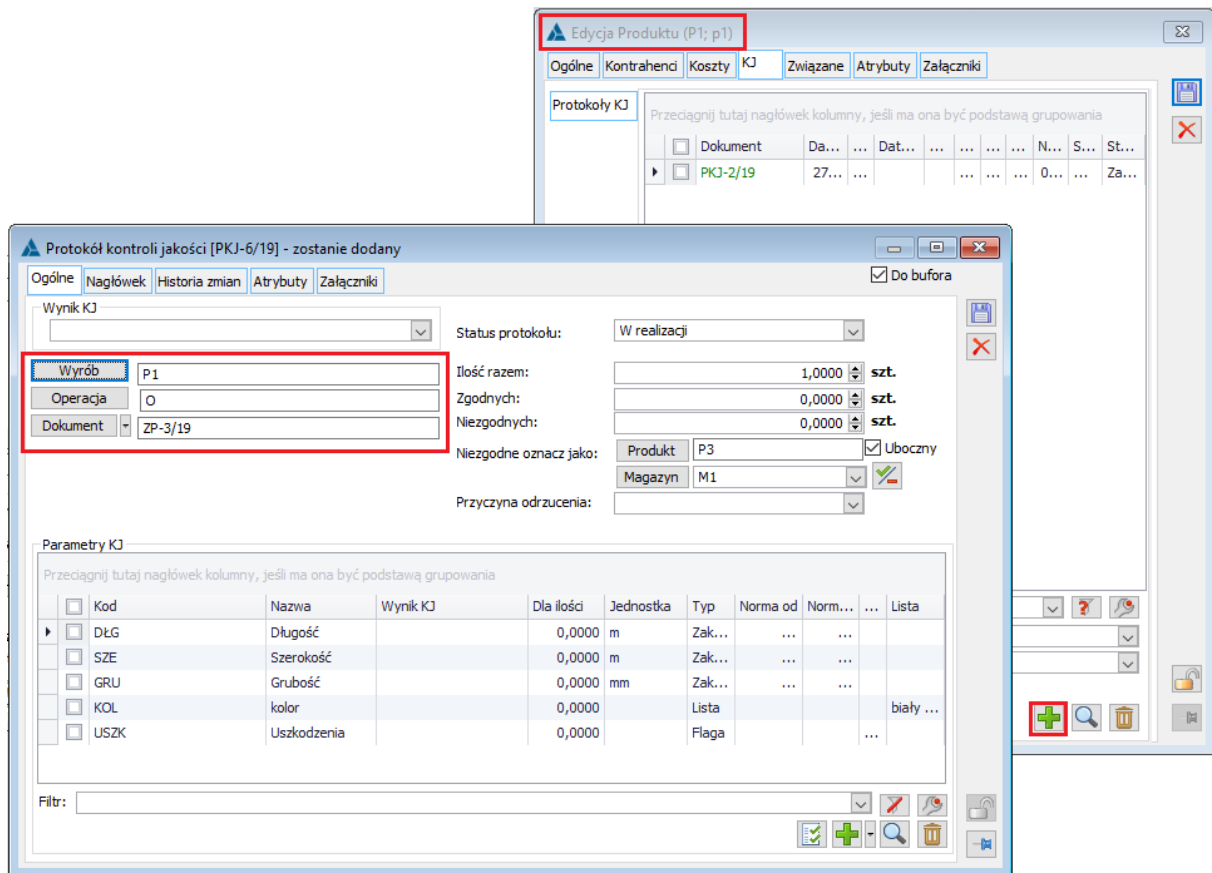 Edycja Produktu (P1; p1)
Ogólne Kontrahenci Koszty KJ Związane Atrybuty Załączniki
Protokoły KJ
Przeciągnij tutaj nagłówek kolumny, jeśli ma ona być podstawą grupowania
Dokument Da... ... Dat... ... ... ... ... N... S... St...
PKJ-2/19 27... ... ... ... ... 0... ... Za...
Protokół kontroli jakości [PKJ-6/19] - zostanie dodany
Ogólne Nagłówek Historia zmian Atrybuty Załączniki Do bufora
Wynik KJ
Status protokołu: W realizacji
Wyrób P1 Ilość razem: 1,0000 szt.
Operacja O Zgodnych: 0,0000 szt.
Dokument ZP-3/19 Niezgodnych: 0,0000 szt.
Niezgodne oznacz jako: Produkt P3 Uboczny
Magazyn M1
Przyczyna odrzucenia:
Parametry KJ
Przeciągnij tutaj nagłówek kolumny, jeśli ma ona być podstawą grupowania
Kod Nazwa Wynik KJ Dla ilości Jednostka Typ Norma od Norm... ... Lista
DŁG Długość 0,0000 m Zak... ... ...
SZE Szerokość 0,0000 m Zak... ... ...
GRU Grubość 0,0000 mm Zak... ... ...
KOL kolor 0,0000 Lista biały ...
USZK Uszkodzenia 0,0000 Flaga ...
Filtr: